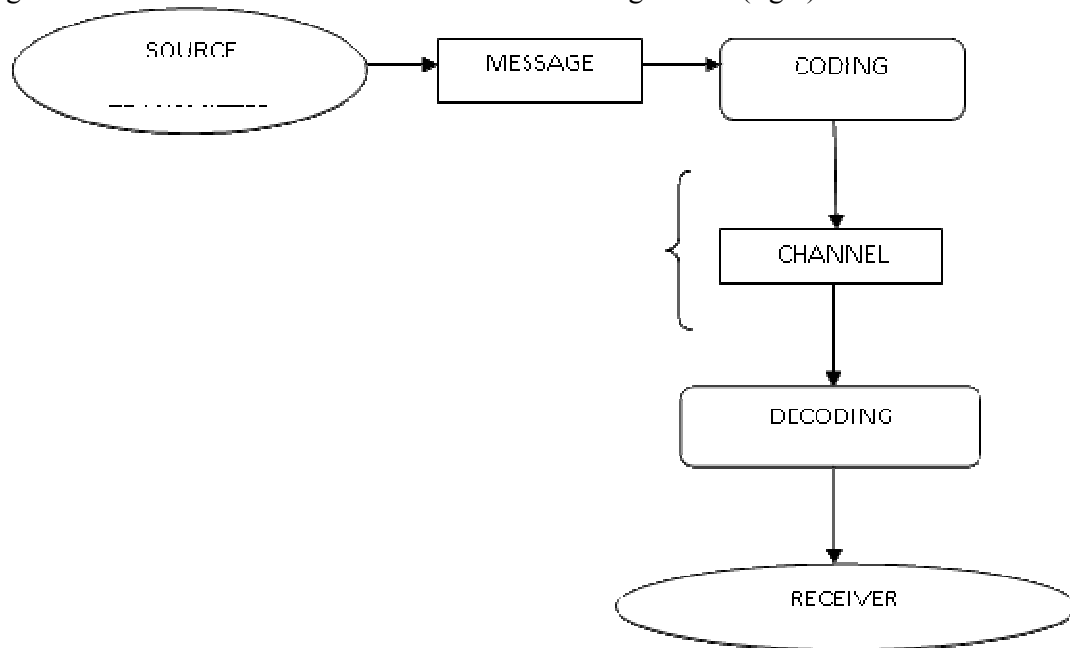 SOURCE
MESSAGE
CODING
CHANNEL
DECODING
RECEIVER